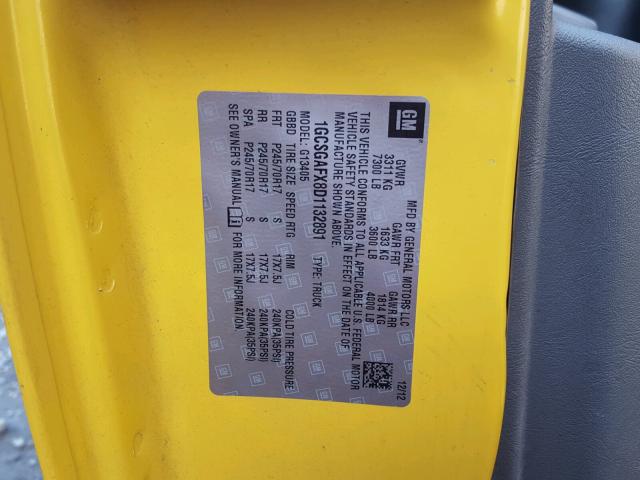 GM
MFD BY GENERAL MOTORS LLC 12/12
GVWR GAWR FRT GAWR RR
3311 KG 1633 KG 1814 KG
7300 LB 3600 LB 4000 LB
THIS VEHICLE CONFORMS TO ALL APPLICABLE U.S. FEDERAL MOTOR
VEHICLE SAFETY STANDARDS IN EFFECT ON THE DATE OF
MANUFACTURE SHOWN ABOVE.
1GCSGAFX8D1132891 TYPE: TRUCK
MODEL: G13405
GBBD TIRE SIZE SPEED RTG RIM COLD TIRE PRESSURE
FRT P245/70R17 S 17X7.5J 240KPA(35PSI)
RR P245/70R17 S 17X7.5J 240KPA(35PSI)
SPA P245/70R17 S 17X7.5J 240KPA(35PSI)
SEE OWNER'S MANUAL FOR MORE INFORMATION.